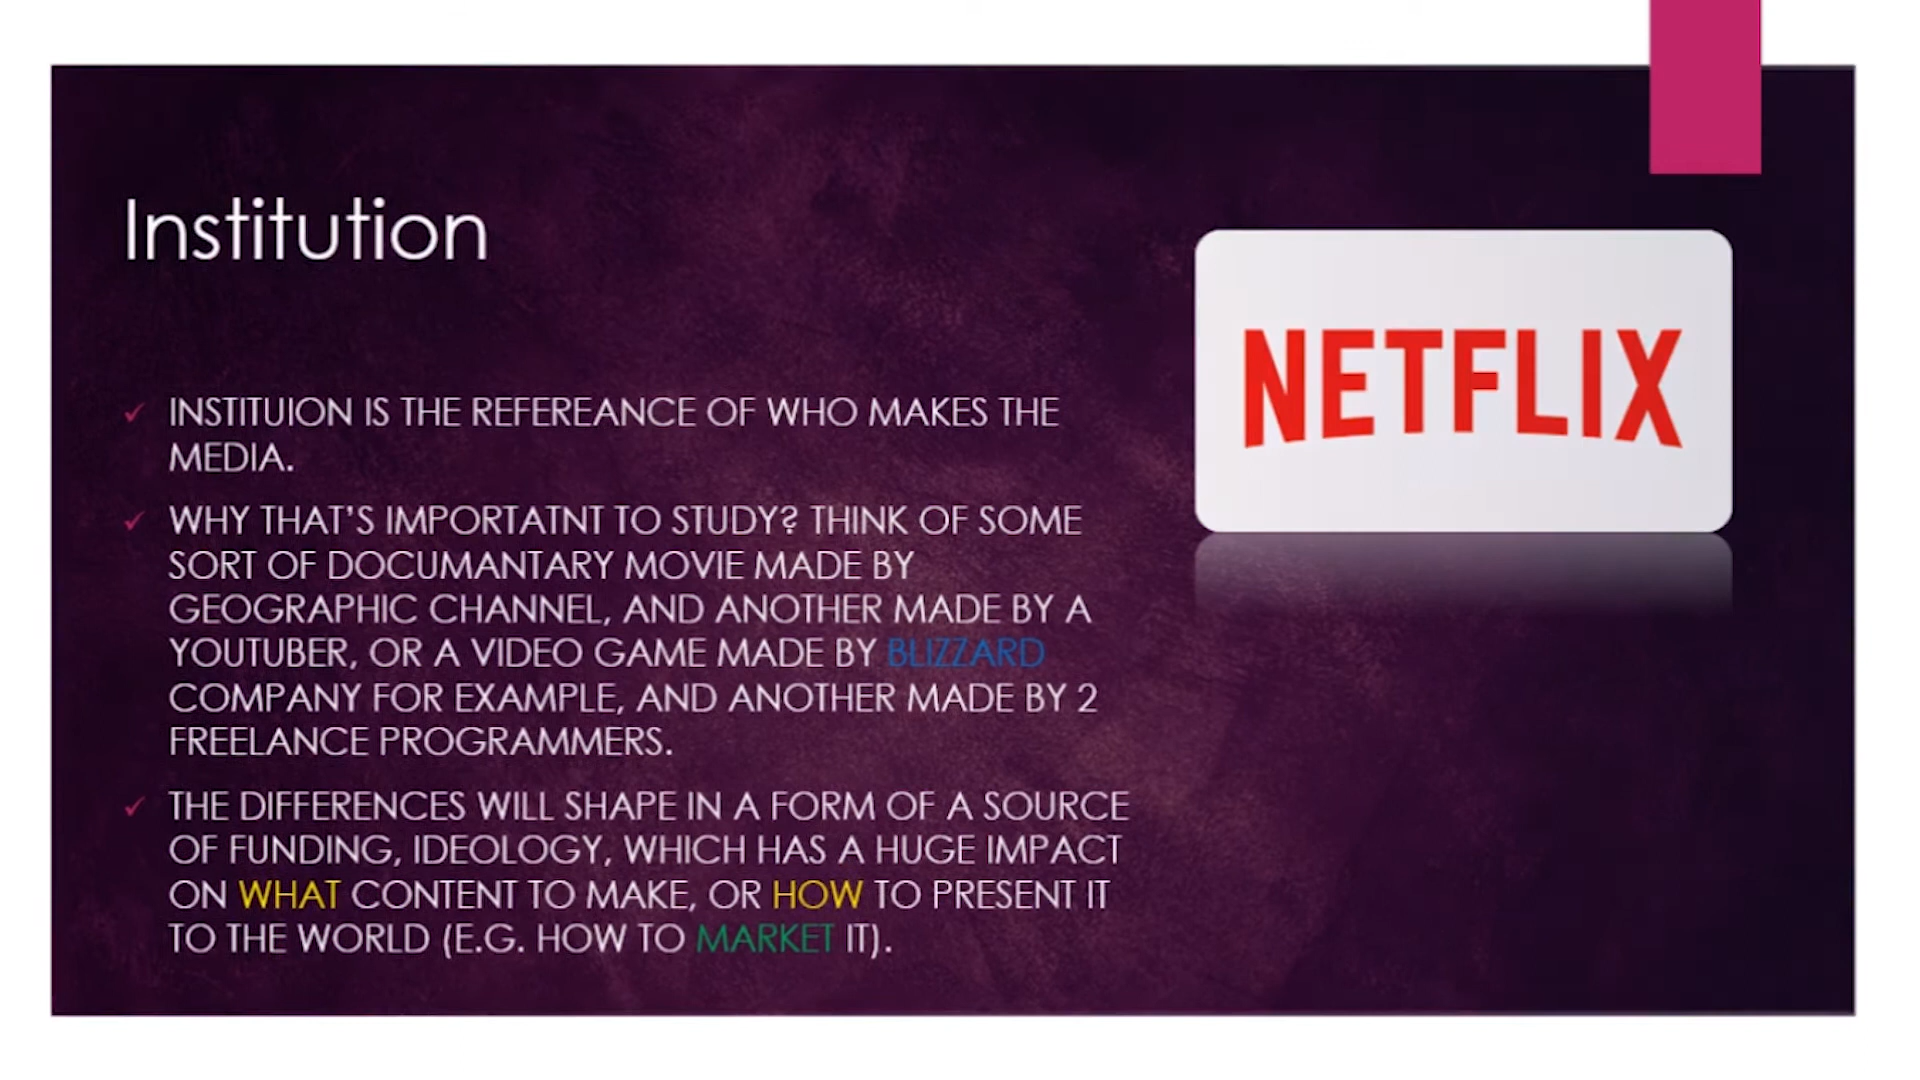 Institution
INSTITUION IS THE REFEREANCE OF WHO MAKES THE
MEDIA.
WHY THAT'S IMPORTATNT TO STUDY? THINK OF SOME
SORT OF DOCUMANTARY MOVIE MADE BY
GEOGRAPHIC CHANNEL, AND ANOTHER MADE BY A
YOUTUBER, OR A VIDEO GAME MADE BY BLIZZARD
COMPANY FOR EXAMPLE, AND ANOTHER MADE BY 2
FREELANCE PROGRAMMERS.
THE DIFFERENCES WILL SHAPE IN A FORM OF A SOURCE
OF FUNDING, IDEOLOGY, WHICH HAS A HUGE IMPACT
ON WHAT CONTENT TO MAKE, OR HOW TO PRESENT IT
TO THE WORLD (E.G. HOW TO MARKET IT).
NETFLIX